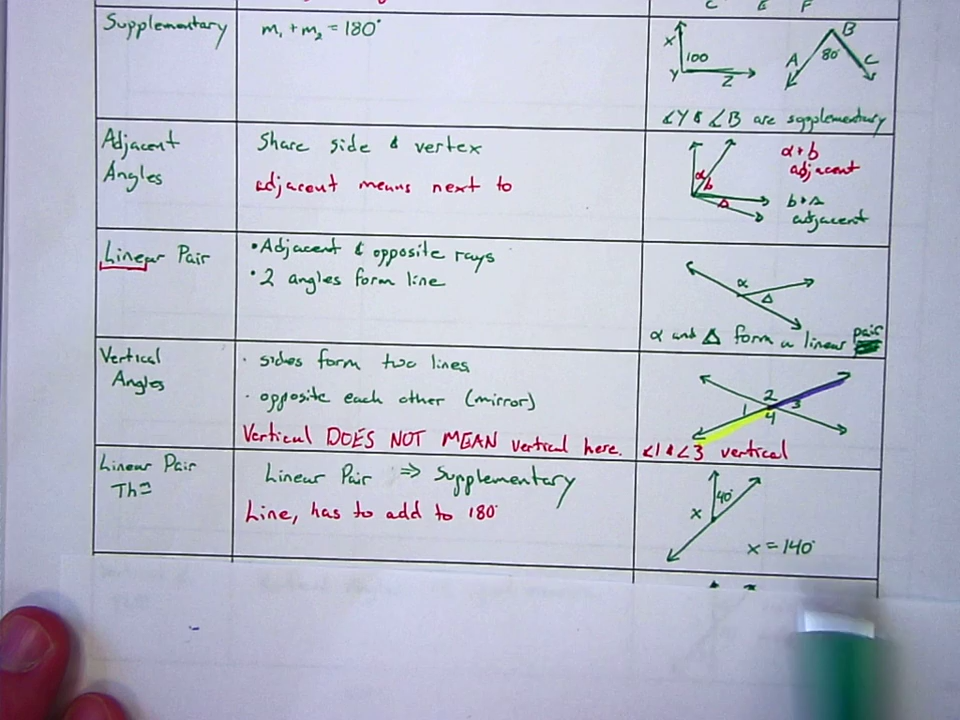 C E F
Supplementary
m₁ + m₂ = 180°
X
100
Y
Z
B
A
80°
C
∡Y & ∡B are supplementary
Adjacent
Angles
Share side & vertex
adjacent means next to
α b
Δ
α + b
adjacent
b + Δ
adjacent
Linear Pair
• Adjacent & opposite rays
• 2 angles form line
α
Δ
α and Δ form a linear pair
Vertical
Angles
· sides form two lines
· opposite each other (mirror)
Vertical DOES NOT MEAN vertical here.
2
1 3
4
∠1 & ∠3 vertical
Linear Pair
Thm
Linear Pair ⇒ Supplementary
Line, has to add to 180°
40°
x
x = 140°